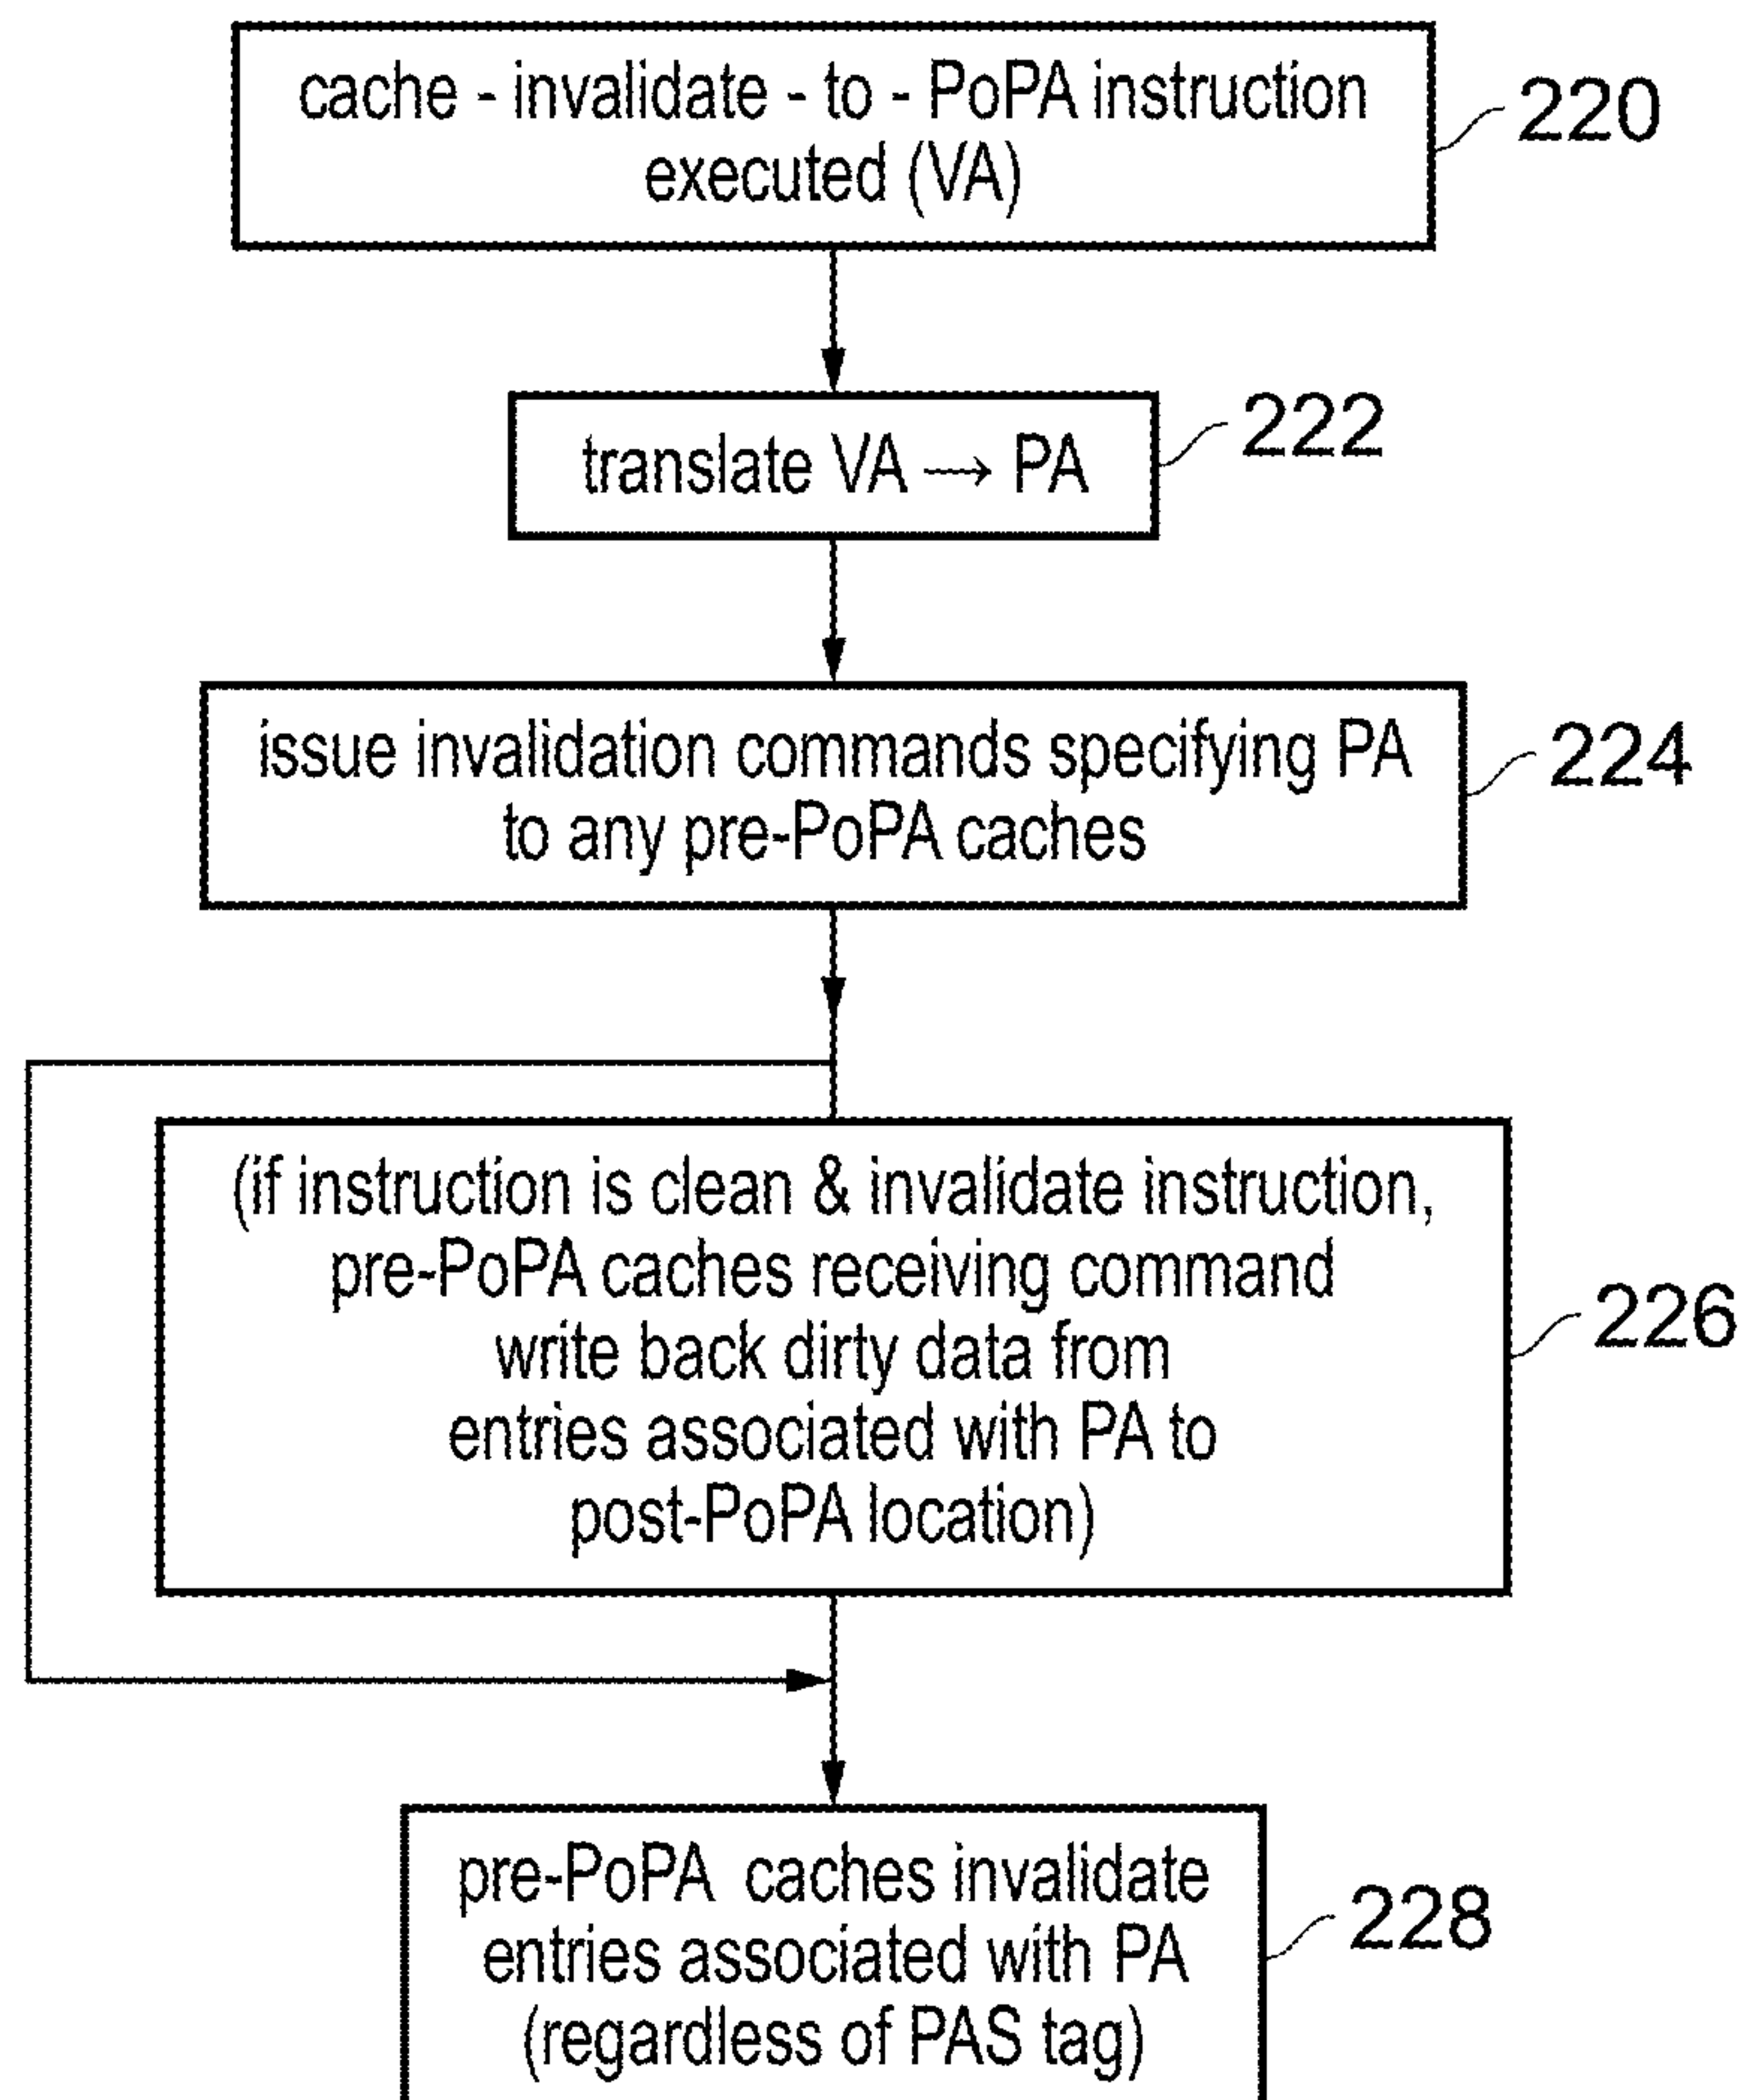 cache - invalidate - to - PoPA instruction
executed (VA)
220
translate VA → PA
222
issue invalidation commands specifying PA
to any pre-PoPA caches
224
(if instruction is clean & invalidate instruction,
pre-PoPA caches receiving command
write back dirty data from
entries associated with PA to
post-PoPA location)
226
pre-PoPA caches invalidate
entries associated with PA
(regardless of PAS tag)
228